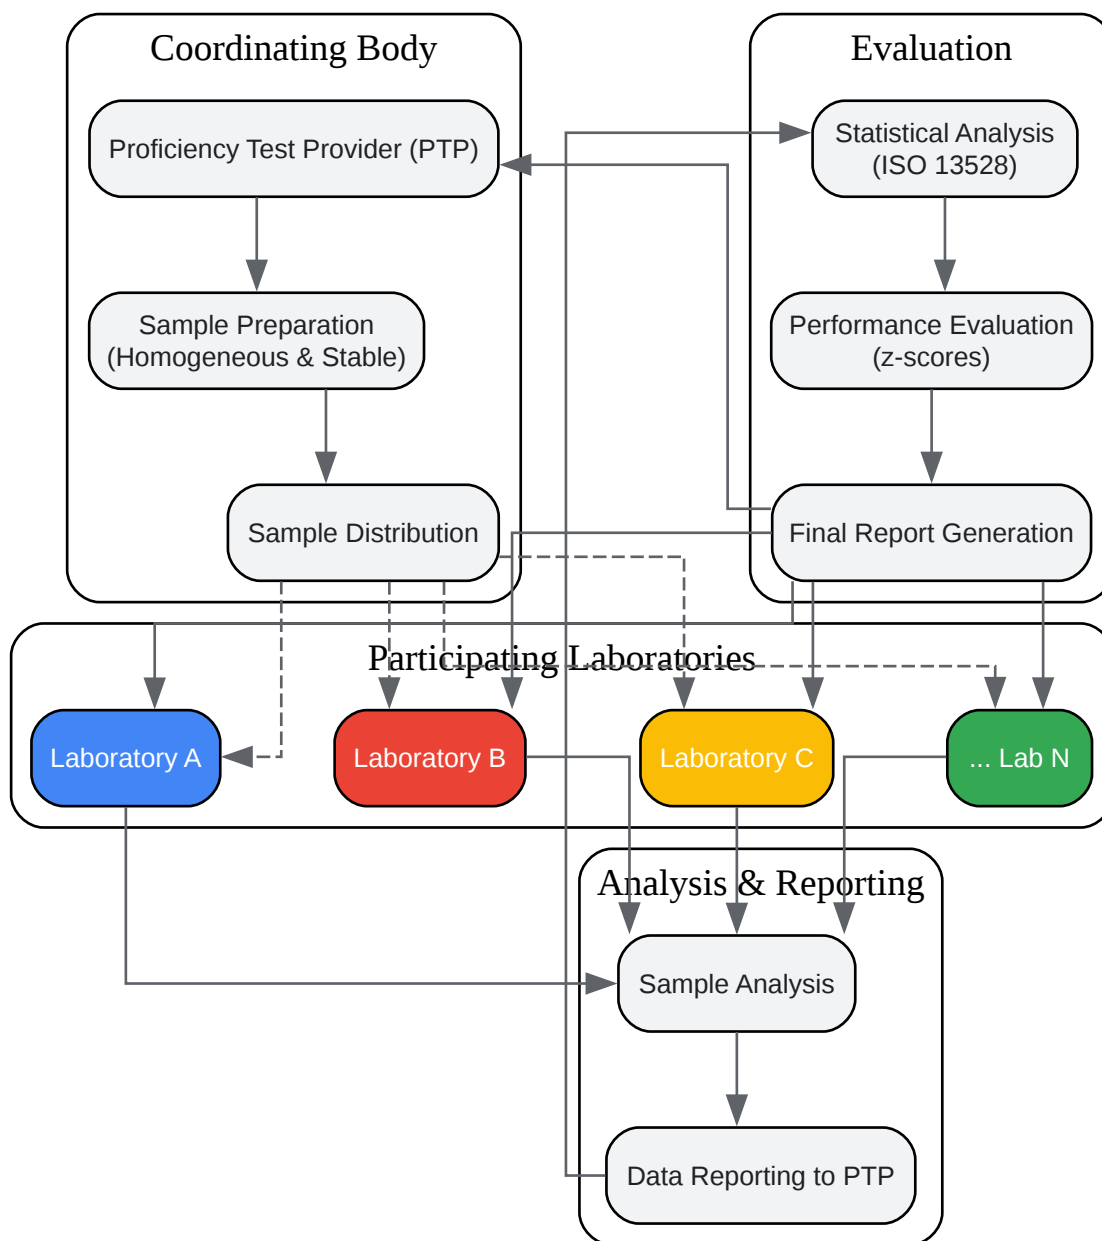 Coordinating Body
Proficiency Test Provider (PTP)
Sample Preparation
(Homogeneous & Stable)
Sample Distribution
Evaluation
Statistical Analysis
(ISO 13528)
Performance Evaluation
(z-scores)
Final Report Generation
Participating Laboratories
Laboratory A
Laboratory B
Laboratory C
... Lab N
Analysis & Reporting
Sample Analysis
Data Reporting to PTP